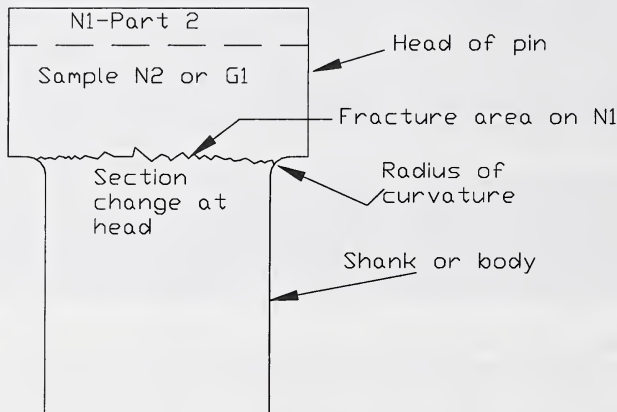 N1-Part 2
Head of pin
Sample N2 or G1
Fracture area on N1
Section
change at
head
Radius of
curvature
Shank or body